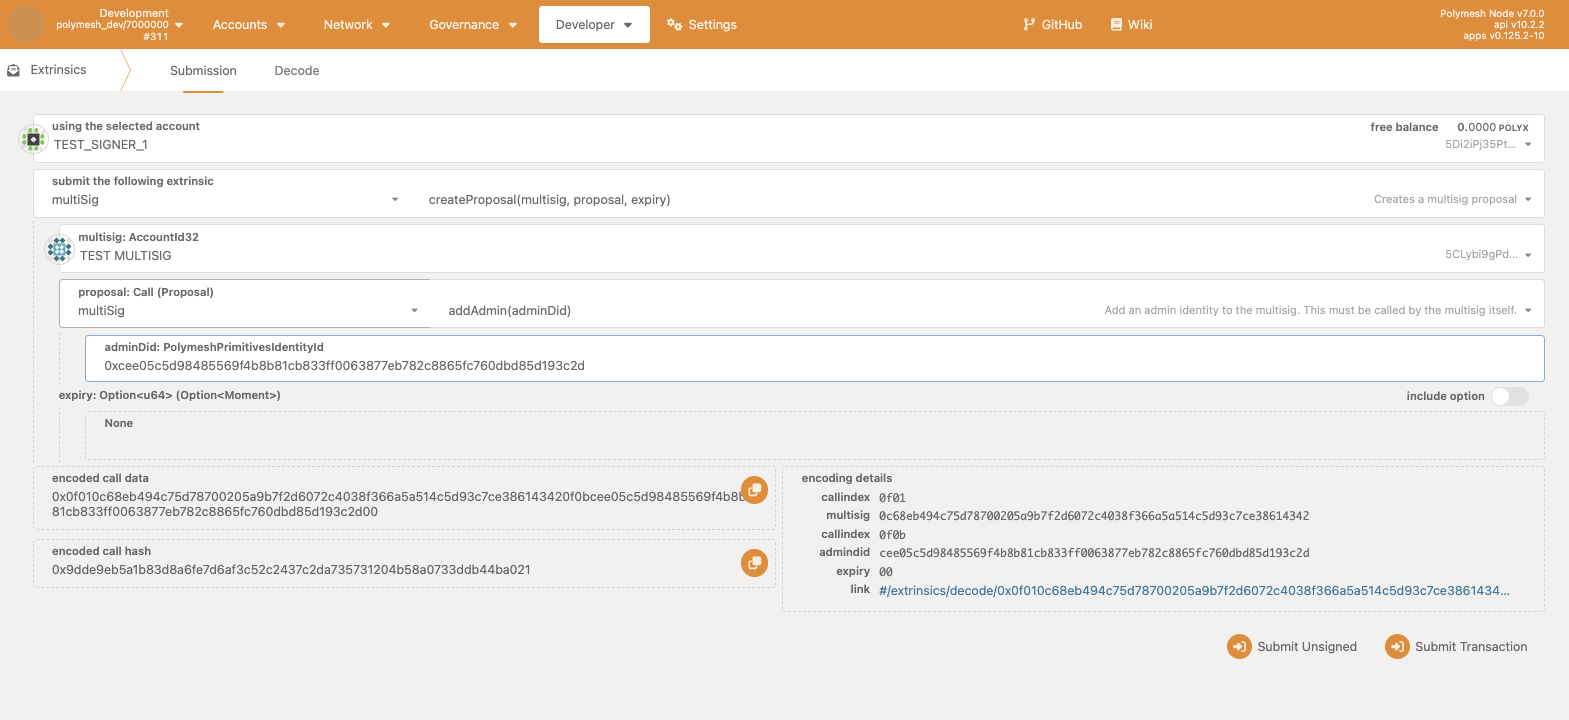 Development
polymesh_dev/7000000
#311
Accounts
Network
Governance
Developer
Settings
GitHub
Wiki
Polymesh Node v7.0.0
api v10.2.2
apps v0.125.2-10
Extrinsics
Submission
Decode
using the selected account
TEST_SIGNER_1
free balance 0.0000 POLYX
5Di2iPj35Pt...
submit the following extrinsic
multiSig
createProposal(multisig, proposal, expiry)
Creates a multisig proposal
multisig: AccountId32
TEST MULTISIG
5CLybi9gPd...
proposal: Call (Proposal)
multiSig
addAdmin(adminDid)
Add an admin identity to the multisig. This must be called by the multisig itself.
adminDid: PolymeshPrimitivesIdentityId
0xcee05c5d98485569f4b8b81cb833ff0063877eb782c8865fc760dbd85d193c2d
expiry: Option<u64> (Option<Moment>)
include option
None
encoded call data
0x0f010c68eb494c75d78700205a9b7f2d6072c4038f366a5a514c5d93c7ce386143420f0bcee05c5d98485569f4b8b
81cb833ff0063877eb782c8865fc760dbd85d193c2d00
encoded call hash
0x9dde9eb5a1b83d8a6fe7d6af3c52c2437c2da735731204b58a0733ddb44ba021
encoding details
callindex 0f01
multisig 0c68eb494c75d78700205a9b7f2d6072c4038f366a5a514c5d93c7ce38614342
callindex 0f0b
admindid cee05c5d98485569f4b8b81cb833ff0063877eb782c8865fc760dbd85d193c2d
expiry 00
link #/extrinsics/decode/0x0f010c68eb494c75d78700205a9b7f2d6072c4038f366a5a514c5d93c7ce3861434...
Submit Unsigned
Submit Transaction